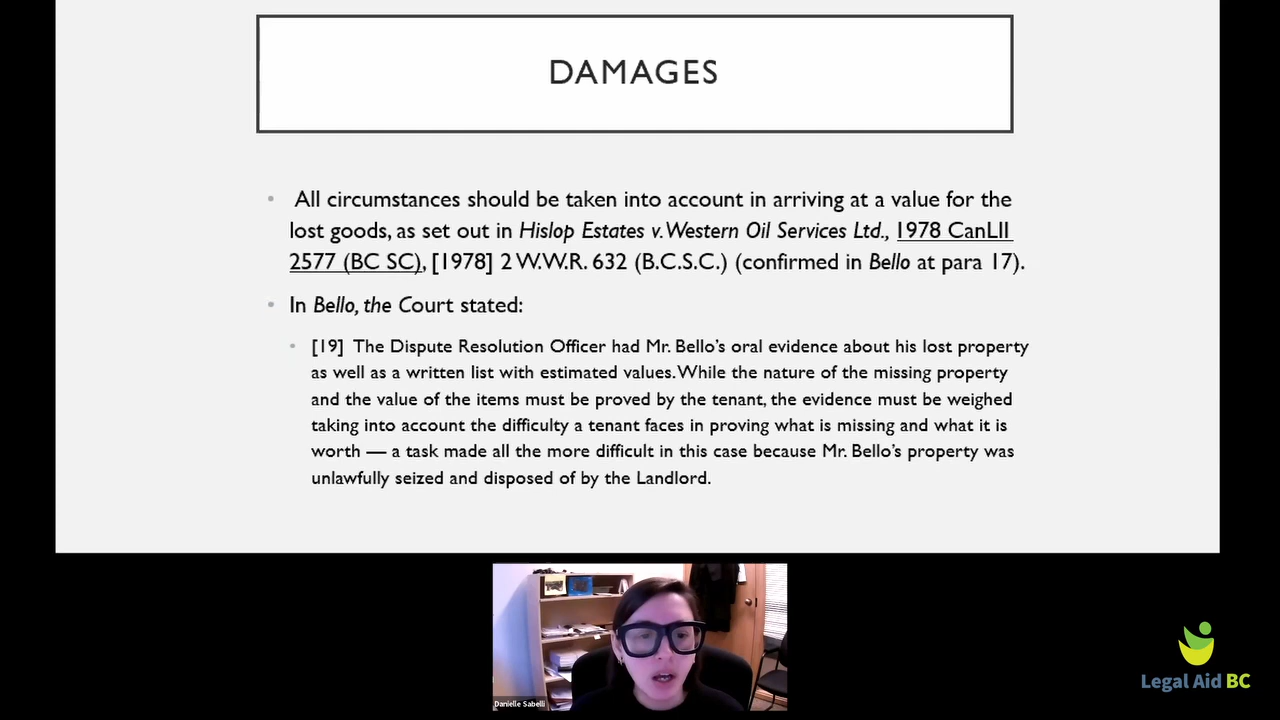 DAMAGES
• All circumstances should be taken into account in arriving at a value for the
lost goods, as set out in Hislop Estates v. Western Oil Services Ltd., 1978 CanLII
2577 (BC SC), [1978] 2 W.W.R. 632 (B.C.S.C.) (confirmed in Bello at para 17).
• In Bello, the Court stated:
• [19] The Dispute Resolution Officer had Mr. Bello’s oral evidence about his lost property
as well as a written list with estimated values. While the nature of the missing property
and the value of the items must be proved by the tenant, the evidence must be weighed
taking into account the difficulty a tenant faces in proving what is missing and what it is
worth — a task made all the more difficult in this case because Mr. Bello’s property was
unlawfully seized and disposed of by the Landlord.
Danielle Sabelli
Legal Aid BC